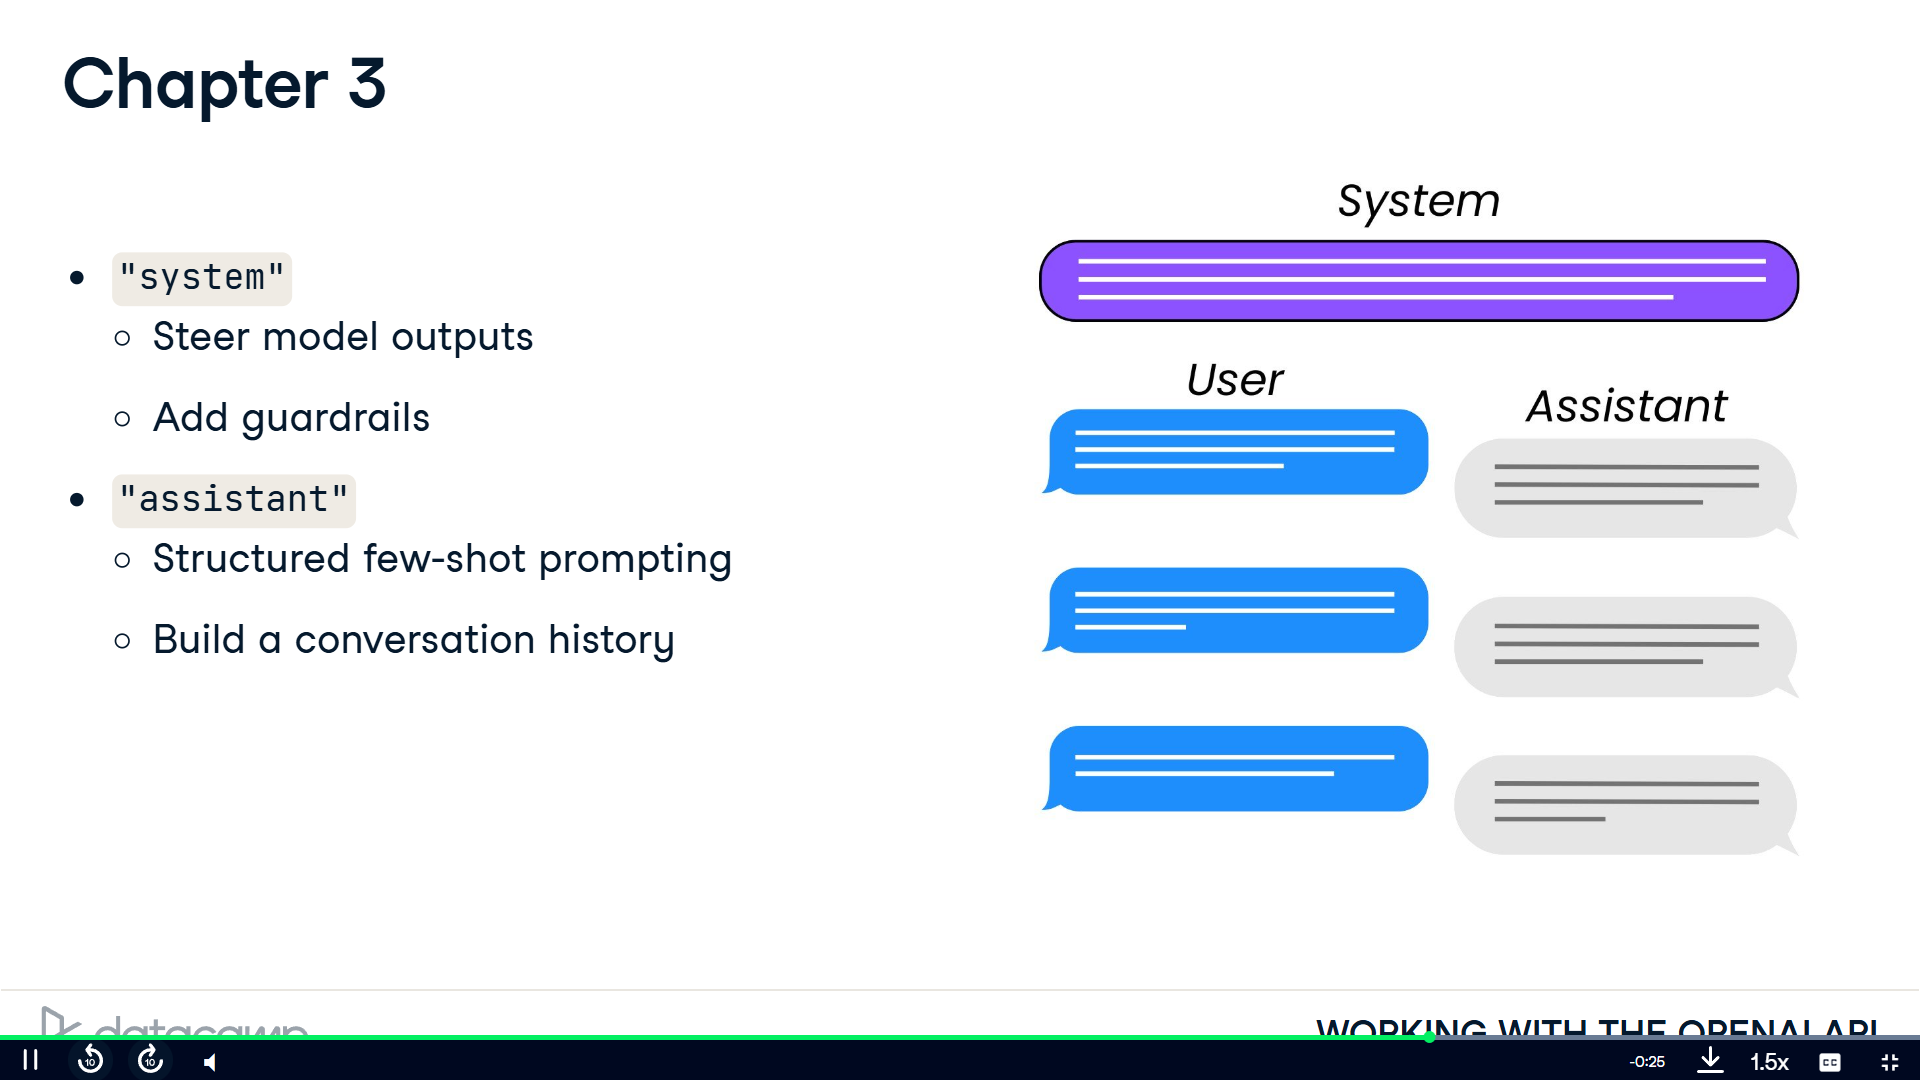 Chapter 3
"system"
Steer model outputs
Add guardrails
"assistant"
Structured few-shot prompting
Build a conversation history
System
User
Assistant
datacamp
WORKING WITH THE OPENAI API
10
10
-0:25
1.5x
CC